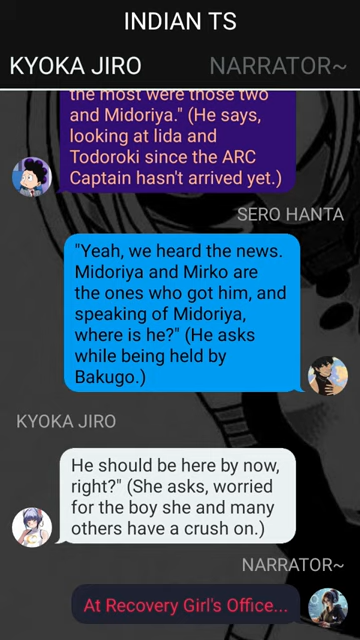 INDIAN TS
KYOKA JIRO NARRATOR~
the most were those two
and Midoriya." (He says,
looking at Iida and
Todoroki since the ARC
Captain hasn't arrived yet.)
SERO HANTA
"Yeah, we heard the news.
Midoriya and Mirko are
the ones who got him, and
speaking of Midoriya,
where is he?" (He asks
while being held by
Bakugo.)
KYOKA JIRO
He should be here by now,
right?" (She asks, worried
for the boy she and many
others have a crush on.)
NARRATOR~
At Recovery Girl's Office...